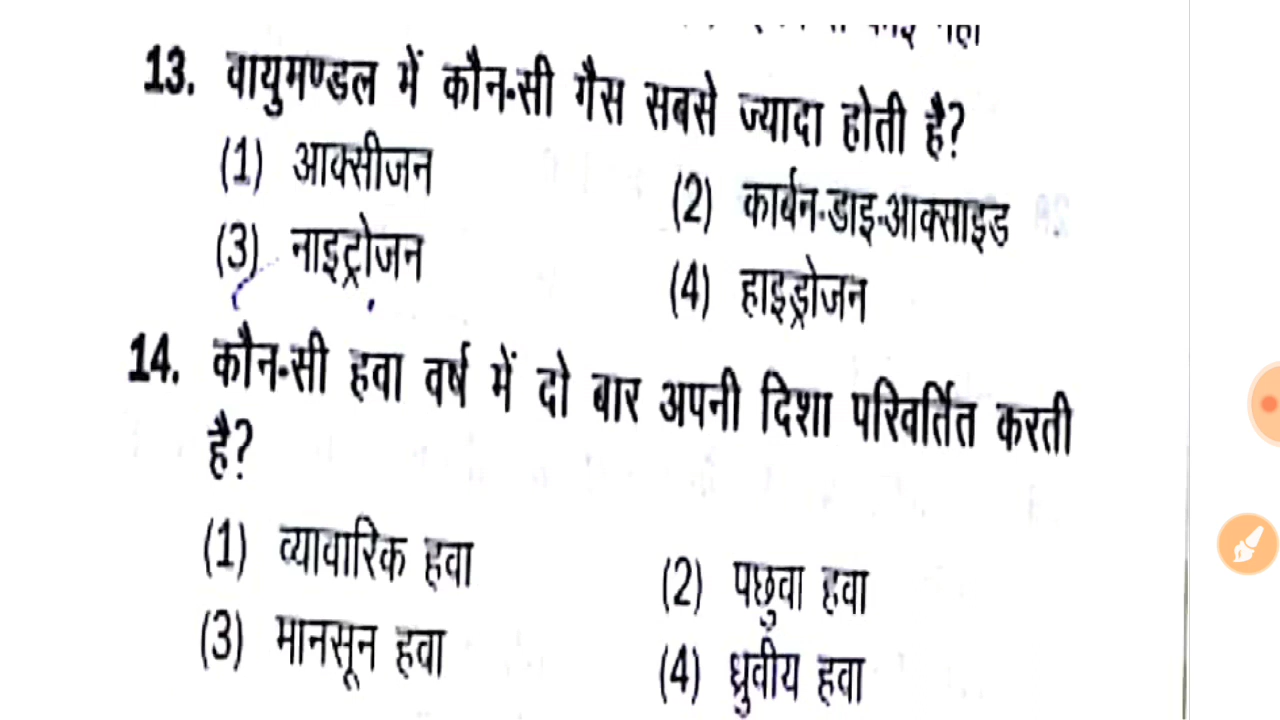 13. वायुमण्डल में कौन-सी गैस सबसे ज्यादा होती है?
(1) आक्सीजन (2) कार्बन-डाइ-आक्साइड
(3) नाइट्रोजन (4) हाइड्रोजन
14. कौन-सी हवा वर्ष में दो बार अपनी दिशा परिवर्तित करती
है?
(1) व्यावारिक हवा (2) पछुवा हवा
(3) मानसून हवा (4) ध्रुवीय हवा